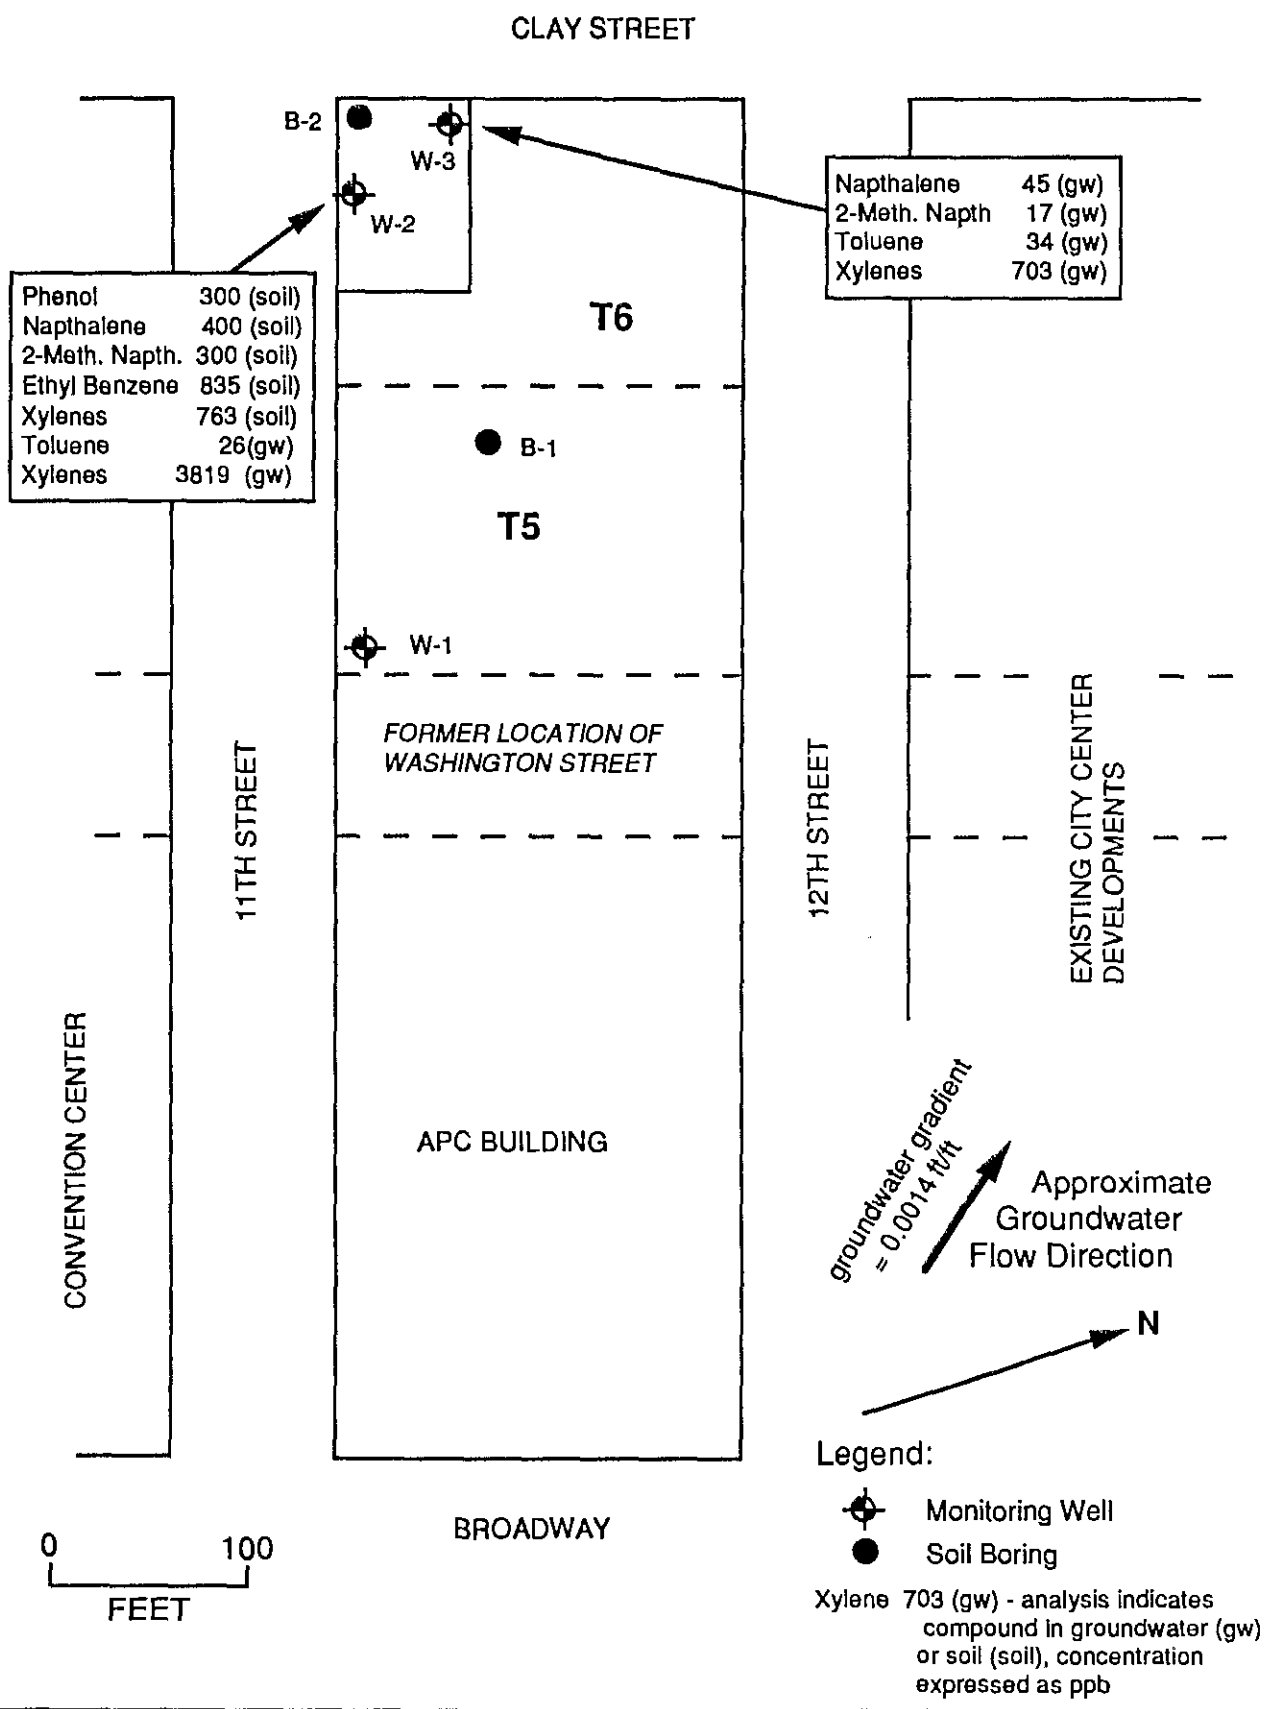 CLAY STREET
B-2
W-3
W-2
Napthalene 45 (gw)
2-Meth. Napth 17 (gw)
Toluene 34 (gw)
Xylenes 703 (gw)
Phenol 300 (soil)
Napthalene 400 (soil)
2-Meth. Napth. 300 (soil)
Ethyl Benzene 835 (soil)
Xylenes 763 (soil)
Toluene 26(gw)
Xylenes 3819 (gw)
T6
B-1
T5
W-1
FORMER LOCATION OF
WASHINGTON STREET
11TH STREET
12TH STREET
EXISTING CITY CENTER
DEVELOPMENTS
CONVENTION CENTER
APC BUILDING
groundwater gradient
= 0.0014 ft/ft
Approximate
Groundwater
Flow Direction
N
Legend:
Monitoring Well
Soil Boring
Xylene 703 (gw) - analysis indicates
compound in groundwater (gw)
or soil (soil), concentration
expressed as ppb
BROADWAY
0 100
FEET